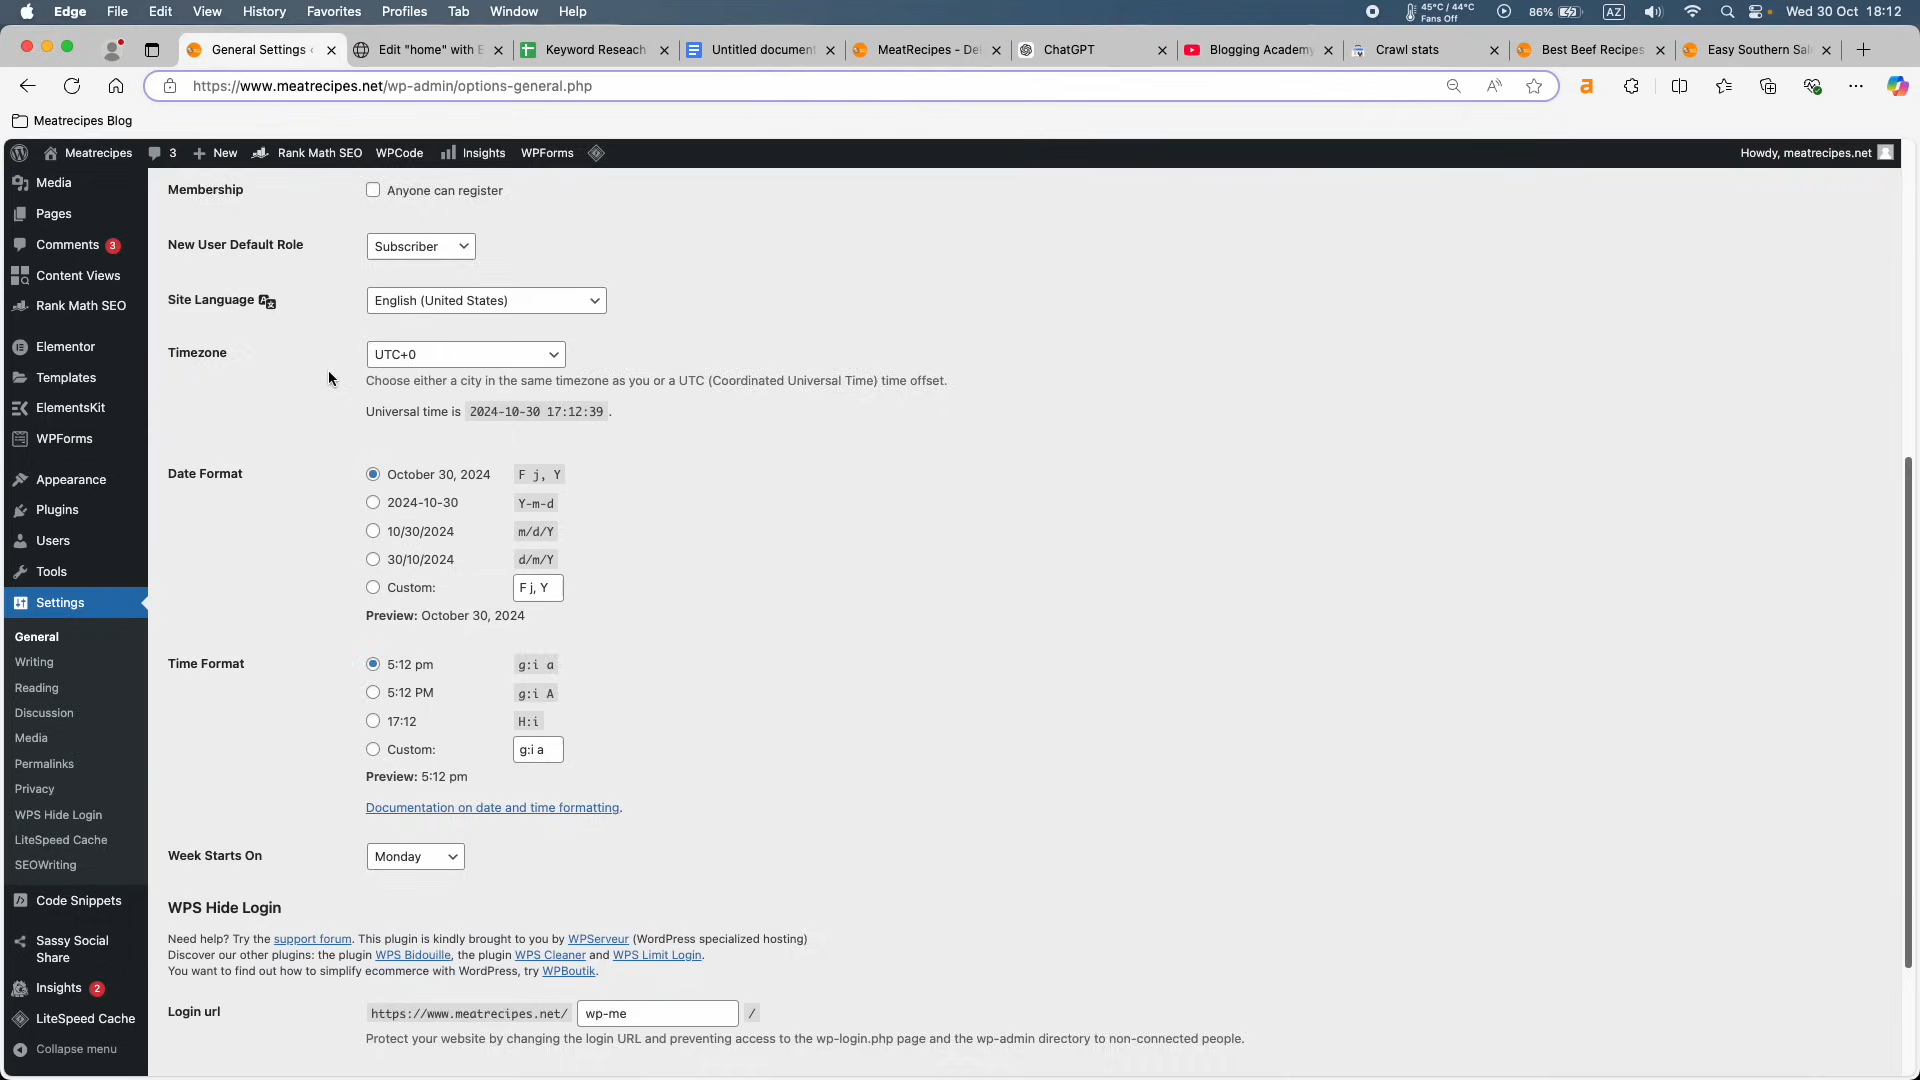 Edge File Edit View History Favorites Profiles Tab Window Help 45°C / 44°C Fans Off 86% AZ Wed 30 Oct 18:12
General Settings Edit "home" with E Keyword Reseach Untitled document MeatRecipes - De ChatGPT Blogging Academy Crawl stats Best Beef Recipes Easy Southern Sal
https://www.meatrecipes.net/wp-admin/options-general.php
Meatrecipes Blog
Meatrecipes 3 New Rank Math SEO WPCode Insights WPForms Howdy, meatrecipes.net
Media
Pages
Comments 3
Content Views
Rank Math SEO
Elementor
Templates
ElementsKit
WPForms
Appearance
Plugins
Users
Tools
Settings
General
Writing
Reading
Discussion
Media
Permalinks
Privacy
WPS Hide Login
LiteSpeed Cache
SEOWriting
Code Snippets
Sassy Social
Share
Insights 2
LiteSpeed Cache
Collapse menu
Membership Anyone can register
New User Default Role Subscriber
Site Language English (United States)
Timezone UTC+0
Choose either a city in the same timezone as you or a UTC (Coordinated Universal Time) time offset.
Universal time is 2024-10-30 17:12:39 .
Date Format October 30, 2024 F j, Y
2024-10-30 Y-m-d
10/30/2024 m/d/Y
30/10/2024 d/m/Y
Custom: F j, Y
Preview: October 30, 2024
Time Format 5:12 pm g:i a
5:12 PM g:i A
17:12 H:i
Custom: g:i a
Preview: 5:12 pm
Documentation on date and time formatting.
Week Starts On Monday
WPS Hide Login
Need help? Try the support forum. This plugin is kindly brought to you by WPServeur (WordPress specialized hosting)
Discover our other plugins: the plugin WPS Bidouille, the plugin WPS Cleaner and WPS Limit Login.
You want to find out how to simplify ecommerce with WordPress, try WPBoutik.
Login url https://www.meatrecipes.net/ wp-me /
Protect your website by changing the login URL and preventing access to the wp-login.php page and the wp-admin directory to non-connected people.